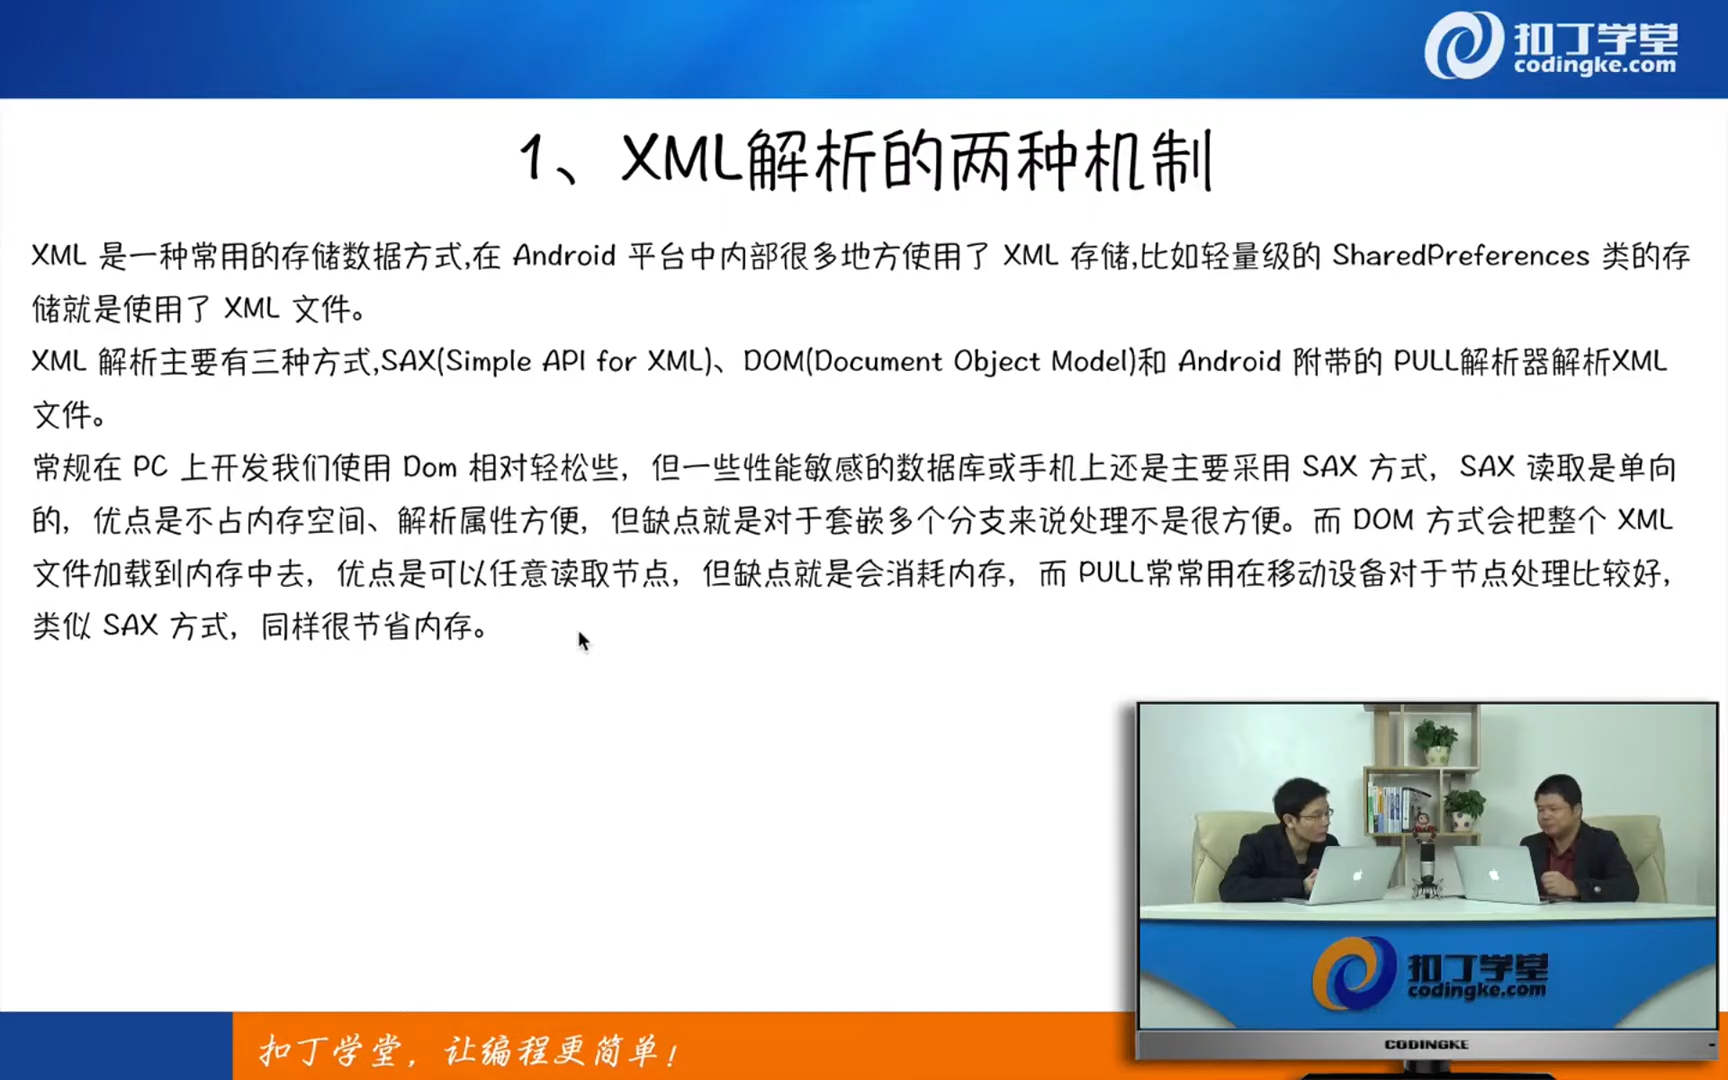 扣丁学堂
codingke.com
1、XML解析的两种机制
XML 是一种常用的存储数据方式,在 Android 平台中内部很多地方使用了 XML 存储,比如轻量级的 SharedPreferences 类的存
储就是使用了 XML 文件。
XML 解析主要有三种方式,SAX(Simple API for XML)、DOM(Document Object Model)和 Android 附带的 PULL解析器解析XML
文件。
常规在 PC 上开发我们使用 Dom 相对轻松些，但一些性能敏感的数据库或手机上还是主要采用 SAX 方式，SAX 读取是单向
的，优点是不占内存空间、解析属性方便，但缺点就是对于套嵌多个分支来说处理不是很方便。而 DOM 方式会把整个 XML
文件加载到内存中去，优点是可以任意读取节点，但缺点就是会消耗内存，而 PULL常常用在移动设备对于节点处理比较好，
类似 SAX 方式，同样很节省内存。
扣丁学堂
codingke.com
CODINGKE
扣丁学堂，让编程更简单！